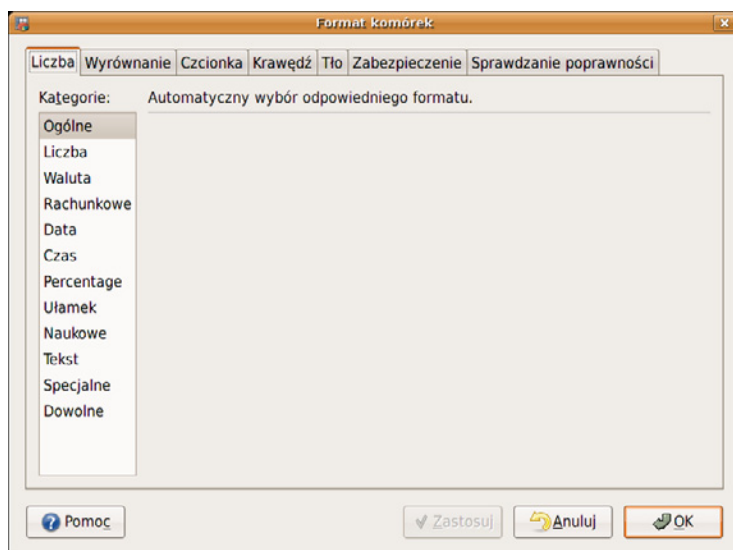 Format komórek
Liczba Wyrównanie Czcionka Krawędź Tło Zabezpieczenie Sprawdzanie poprawności
Kategorie: Automatyczny wybór odpowiedniego formatu.
Ogólne
Liczba
Waluta
Rachunkowe
Data
Czas
Percentage
Ułamek
Naukowe
Tekst
Specjalne
Dowolne
Pomoc Zastosuj Anuluj OK